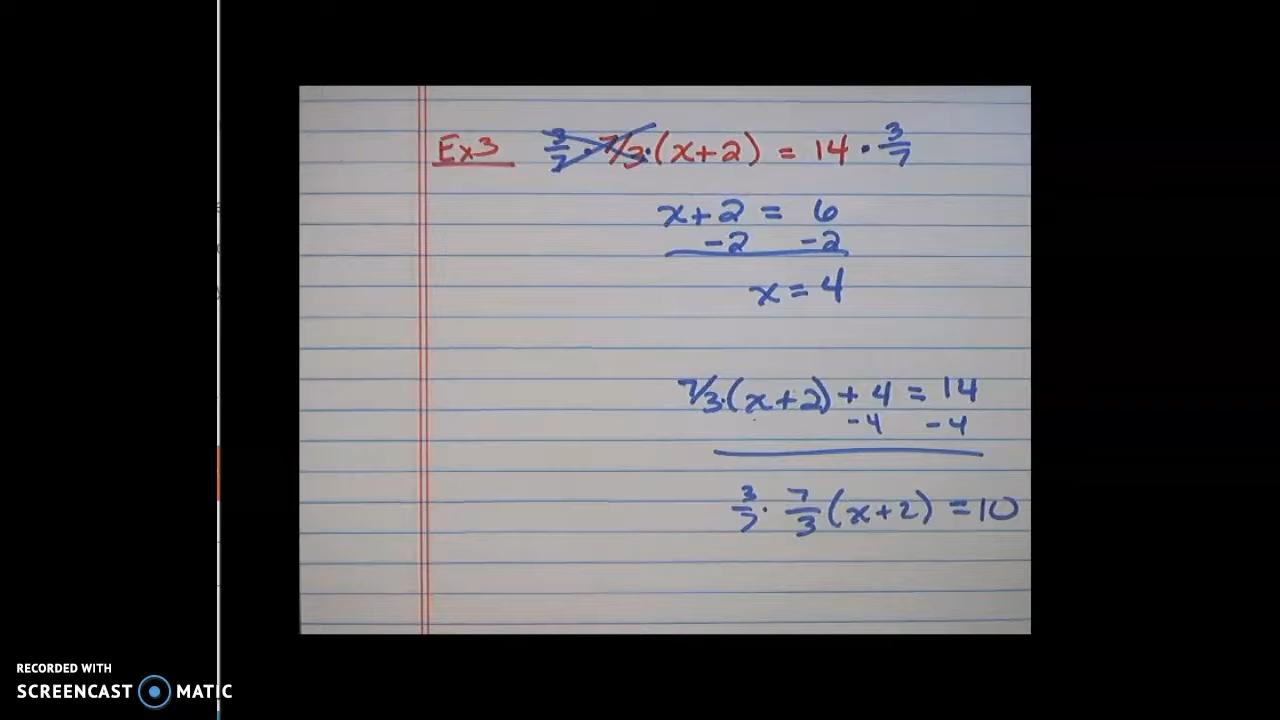 Ex3 3/7 · 7/3·(x+2) = 14 · 3/7
x+2 = 6
-2 -2
x = 4
7/3·(x+2) + 4 = 14
-4 -4
3/7 · 7/3 (x+2) = 10
RECORDED WITH
SCREENCAST MATIC